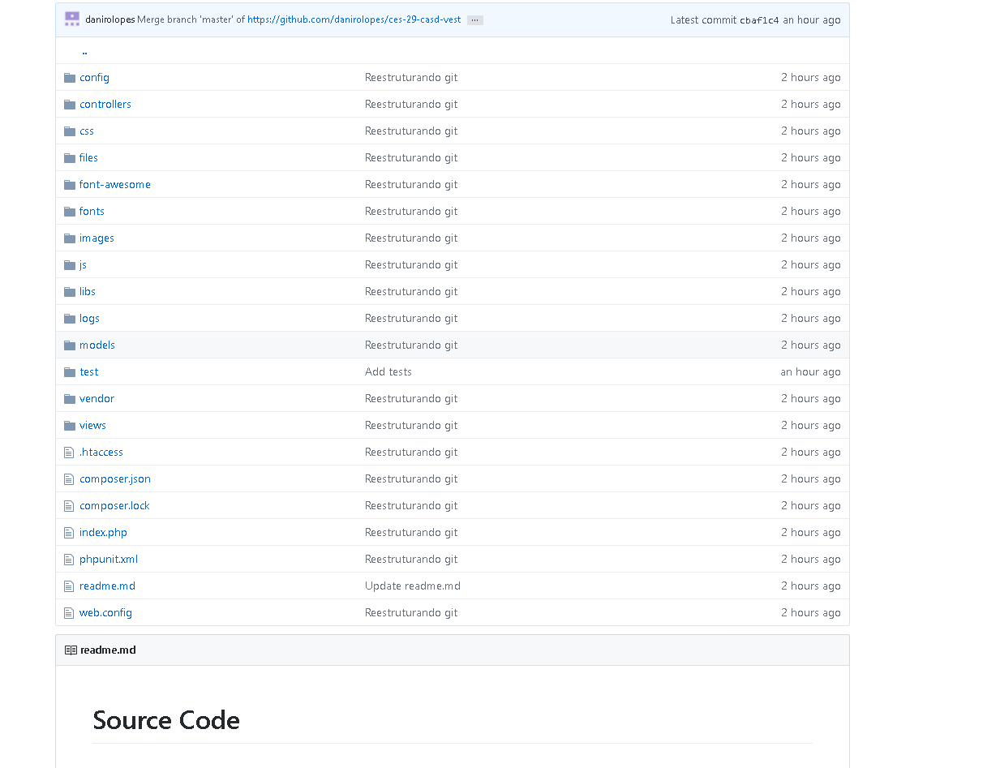 danirolopes Merge branch 'master' of https://github.com/danirolopes/ces-29-casd-vest ... Latest commit cbaf1c4 an hour ago
..
config Reestruturando git 2 hours ago
controllers Reestruturando git 2 hours ago
css Reestruturando git 2 hours ago
files Reestruturando git 2 hours ago
font-awesome Reestruturando git 2 hours ago
fonts Reestruturando git 2 hours ago
images Reestruturando git 2 hours ago
js Reestruturando git 2 hours ago
libs Reestruturando git 2 hours ago
logs Reestruturando git 2 hours ago
models Reestruturando git 2 hours ago
test Add tests an hour ago
vendor Reestruturando git 2 hours ago
views Reestruturando git 2 hours ago
.htaccess Reestruturando git 2 hours ago
composer.json Reestruturando git 2 hours ago
composer.lock Reestruturando git 2 hours ago
index.php Reestruturando git 2 hours ago
phpunit.xml Reestruturando git 2 hours ago
readme.md Update readme.md 2 hours ago
web.config Reestruturando git 2 hours ago
readme.md
Source Code